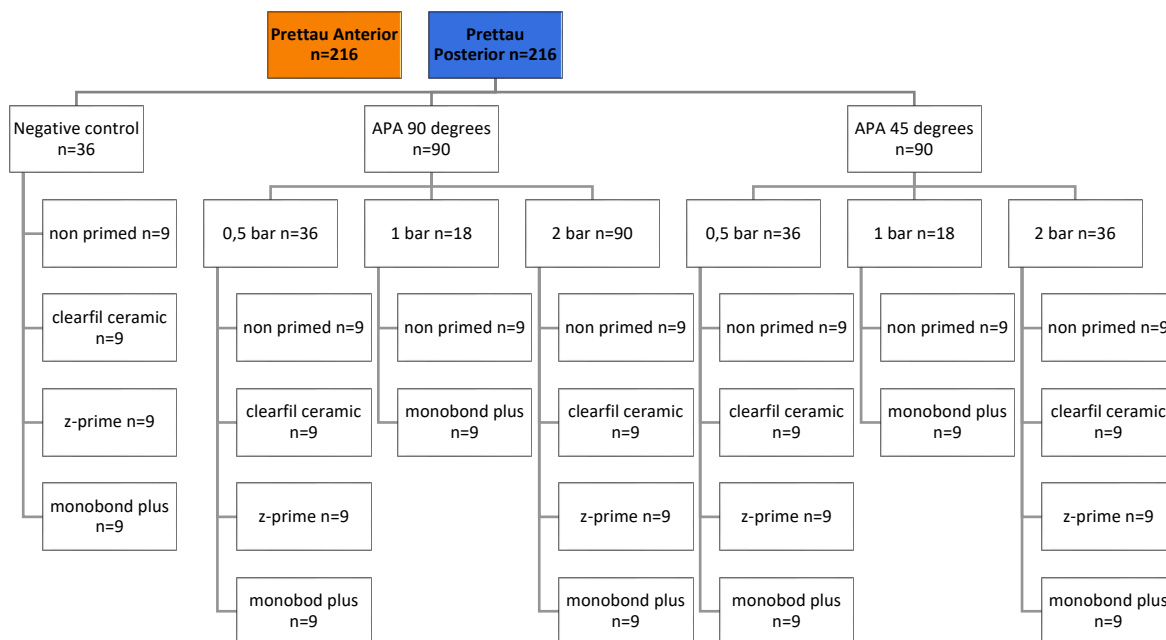 Prettau Anterior
n=216
Prettau
Posterior n=216
Negative control
n=36
APA 90 degrees
n=90
APA 45 degrees
n=90
non primed n=9
clearfil ceramic
n=9
z-prime n=9
monobond plus
n=9
0,5 bar n=36
1 bar n=18
2 bar n=90
0,5 bar n=36
1 bar n=18
2 bar n=36
non primed n=9
non primed n=9
non primed n=9
non primed n=9
non primed n=9
non primed n=9
clearfil ceramic
n=9
monobond plus
n=9
clearfil ceramic
n=9
clearfil ceramic
n=9
monobond plus
n=9
clearfil ceramic
n=9
z-prime n=9
z-prime n=9
z-prime n=9
z-prime n=9
monobod plus
n=9
monobond plus
n=9
monobod plus
n=9
monobond plus
n=9